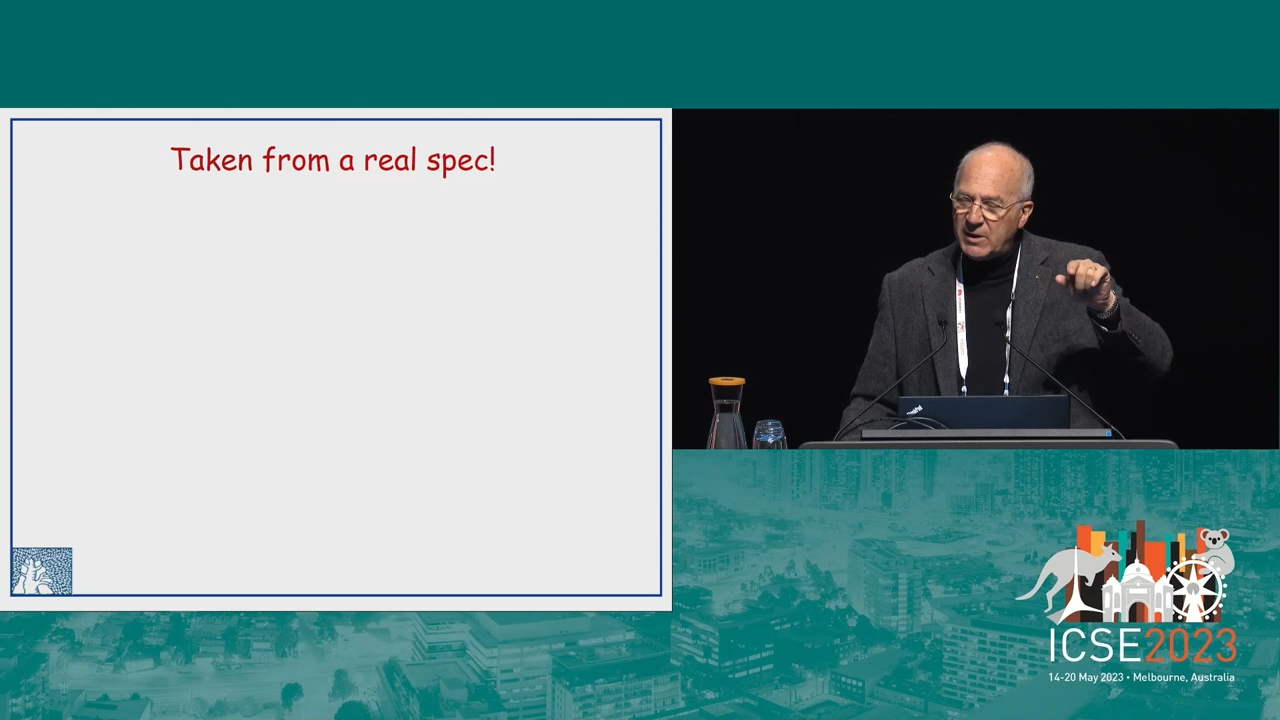 Taken from a real spec!
ICSE2023
14-20 May 2023 • Melbourne, Australia